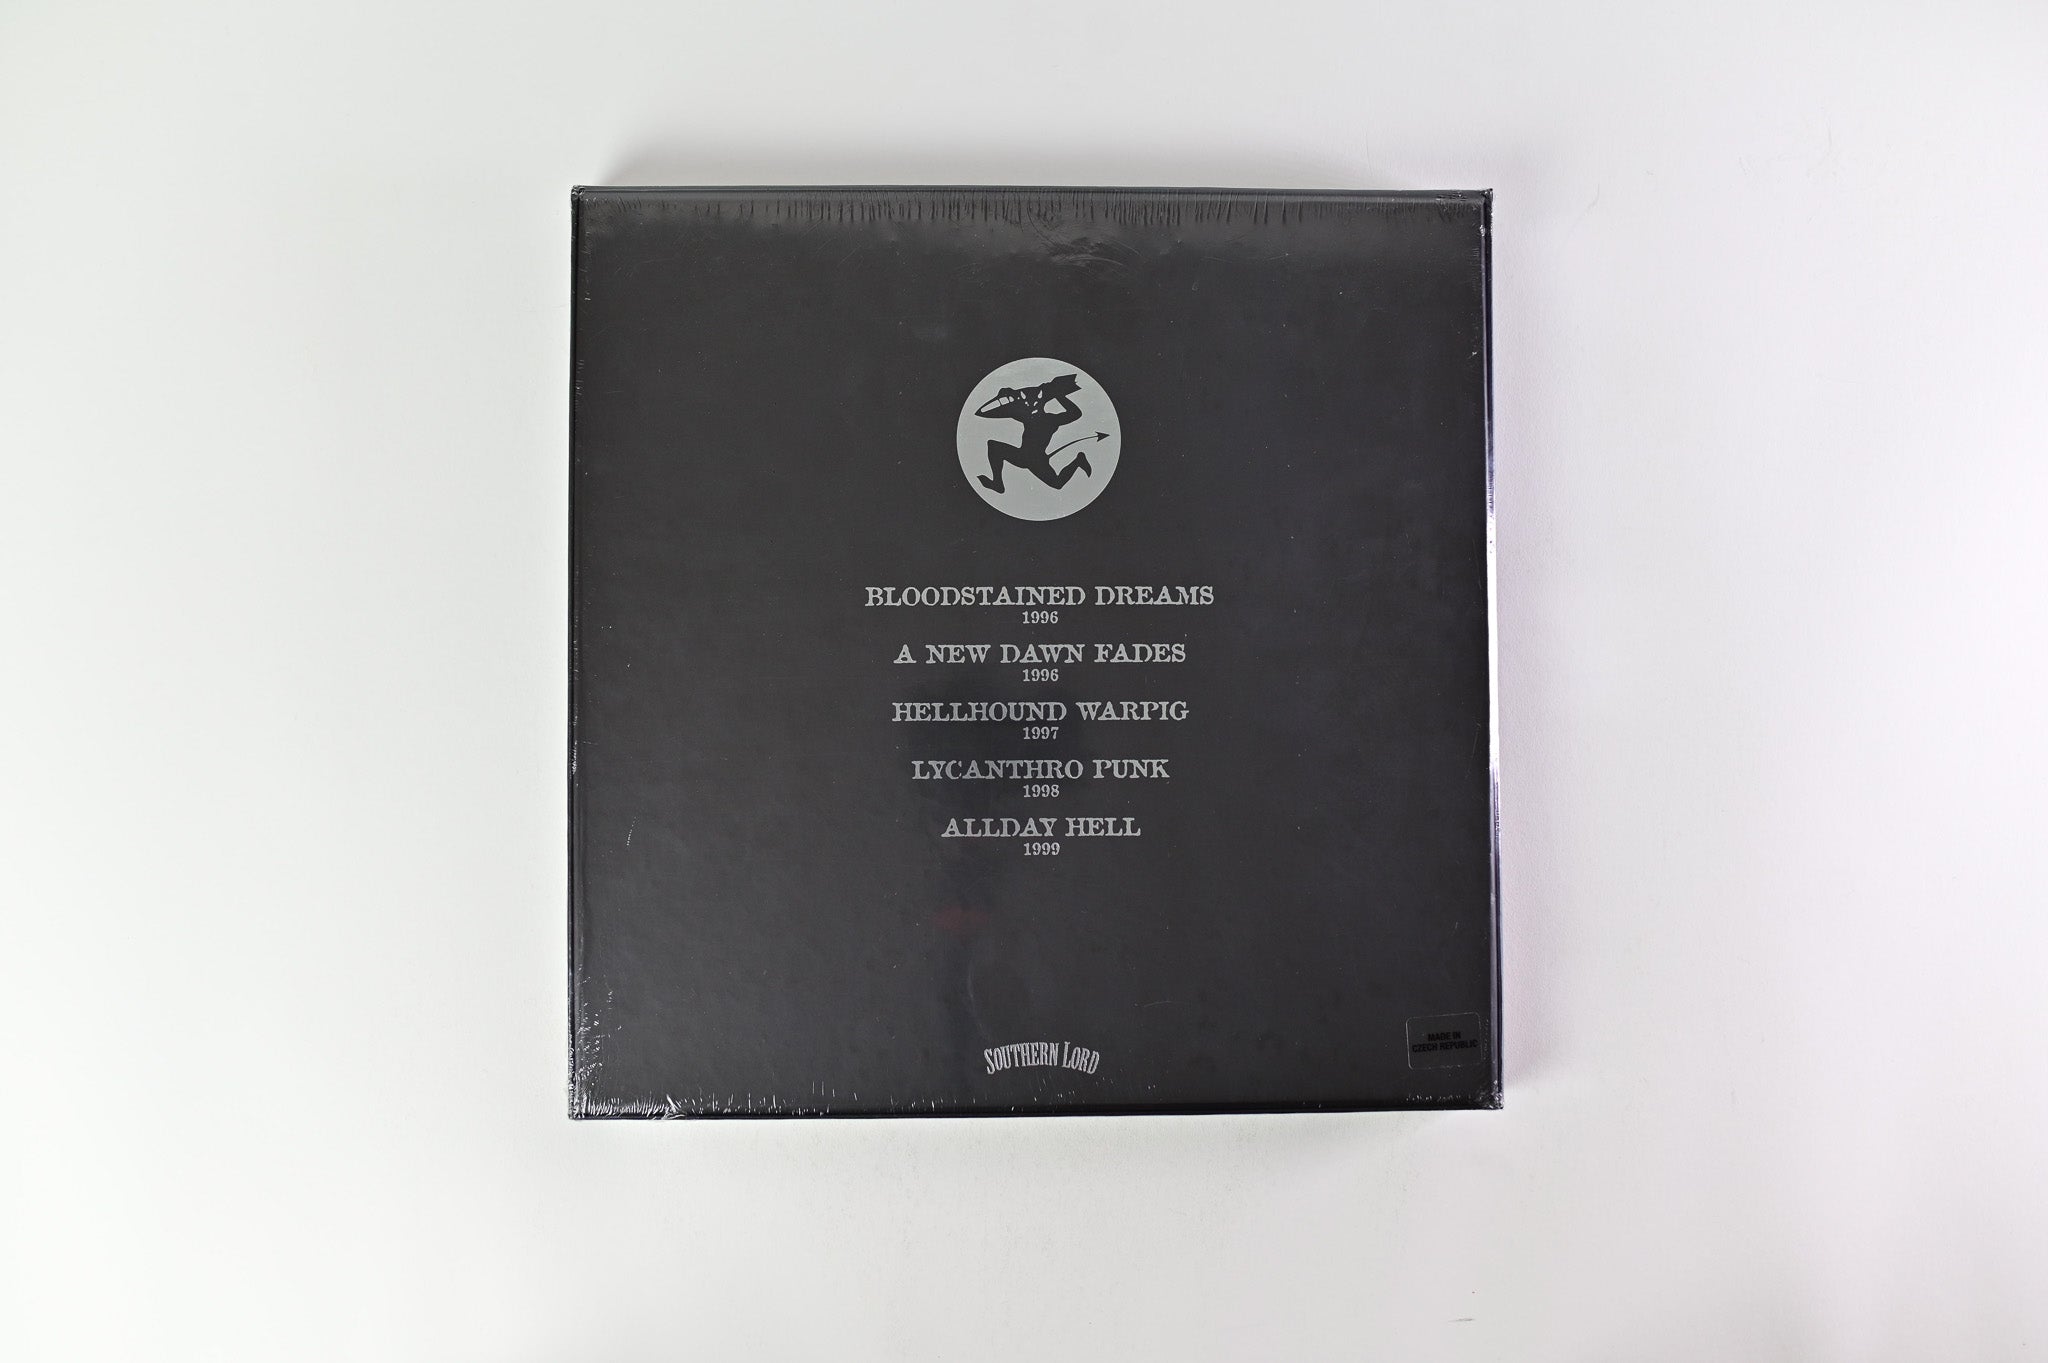 BLOODSTAINED DREAMS
1996
A NEW DAWN FADES
1996
HELLHOUND WARPIG
1997
LYCANTHRO PUNK
1998
ALLDAY HELL
1999
SOUTHERN LORD
MADE IN
CZECH REPUBLIC